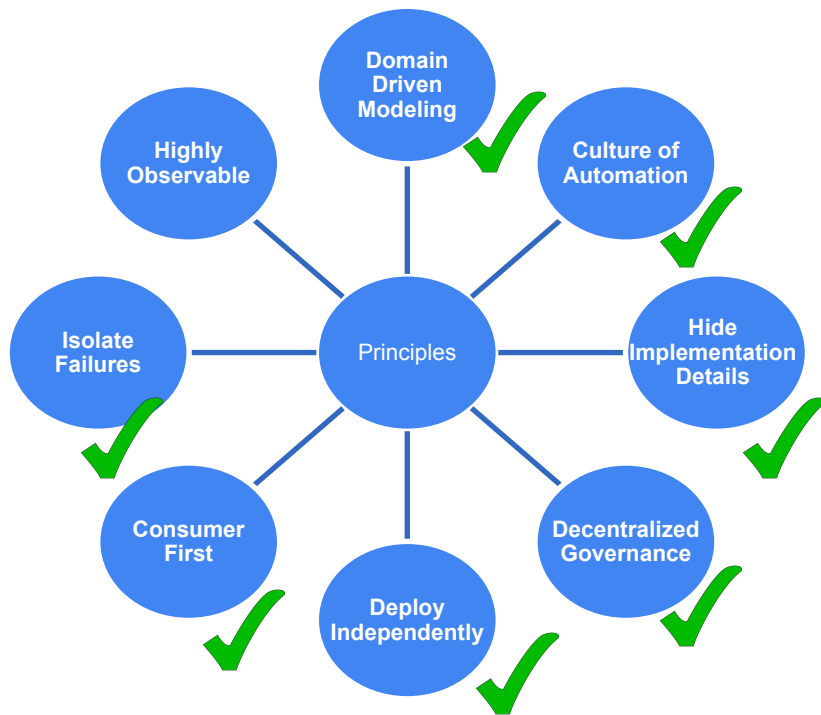 Domain
Driven
Modeling
Culture of
Automation
Hide
Implementation
Details
Decentralized
Governance
Deploy
Independently
Consumer
First
Isolate
Failures
Highly
Observable
Principles